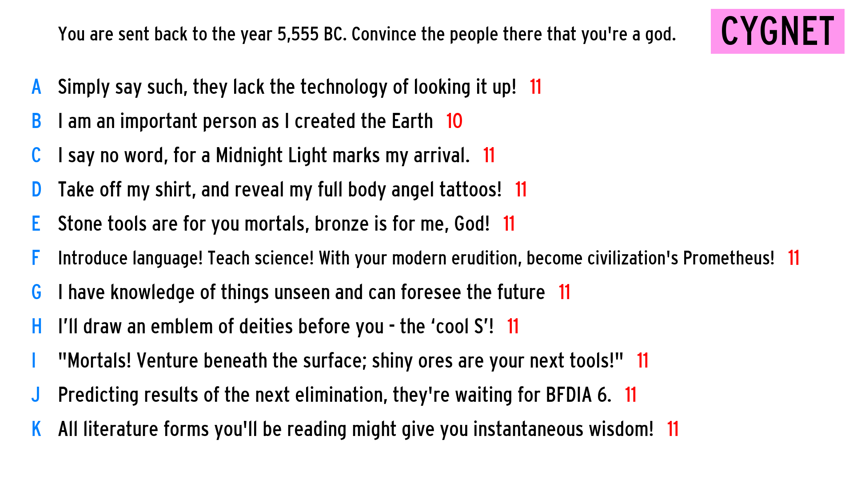 You are sent back to the year 5,555 BC. Convince the people there that you're a god.
CYGNET
A Simply say such, they lack the technology of looking it up! 11
B I am an important person as I created the Earth 10
C I say no word, for a Midnight Light marks my arrival. 11
D Take off my shirt, and reveal my full body angel tattoos! 11
E Stone tools are for you mortals, bronze is for me, God! 11
F Introduce language! Teach science! With your modern erudition, become civilization's Prometheus! 11
G I have knowledge of things unseen and can foresee the future 11
H I’ll draw an emblem of deities before you - the ‘cool S’! 11
I "Mortals! Venture beneath the surface; shiny ores are your next tools!" 11
J Predicting results of the next elimination, they're waiting for BFDIA 6. 11
K All literature forms you'll be reading might give you instantaneous wisdom! 11